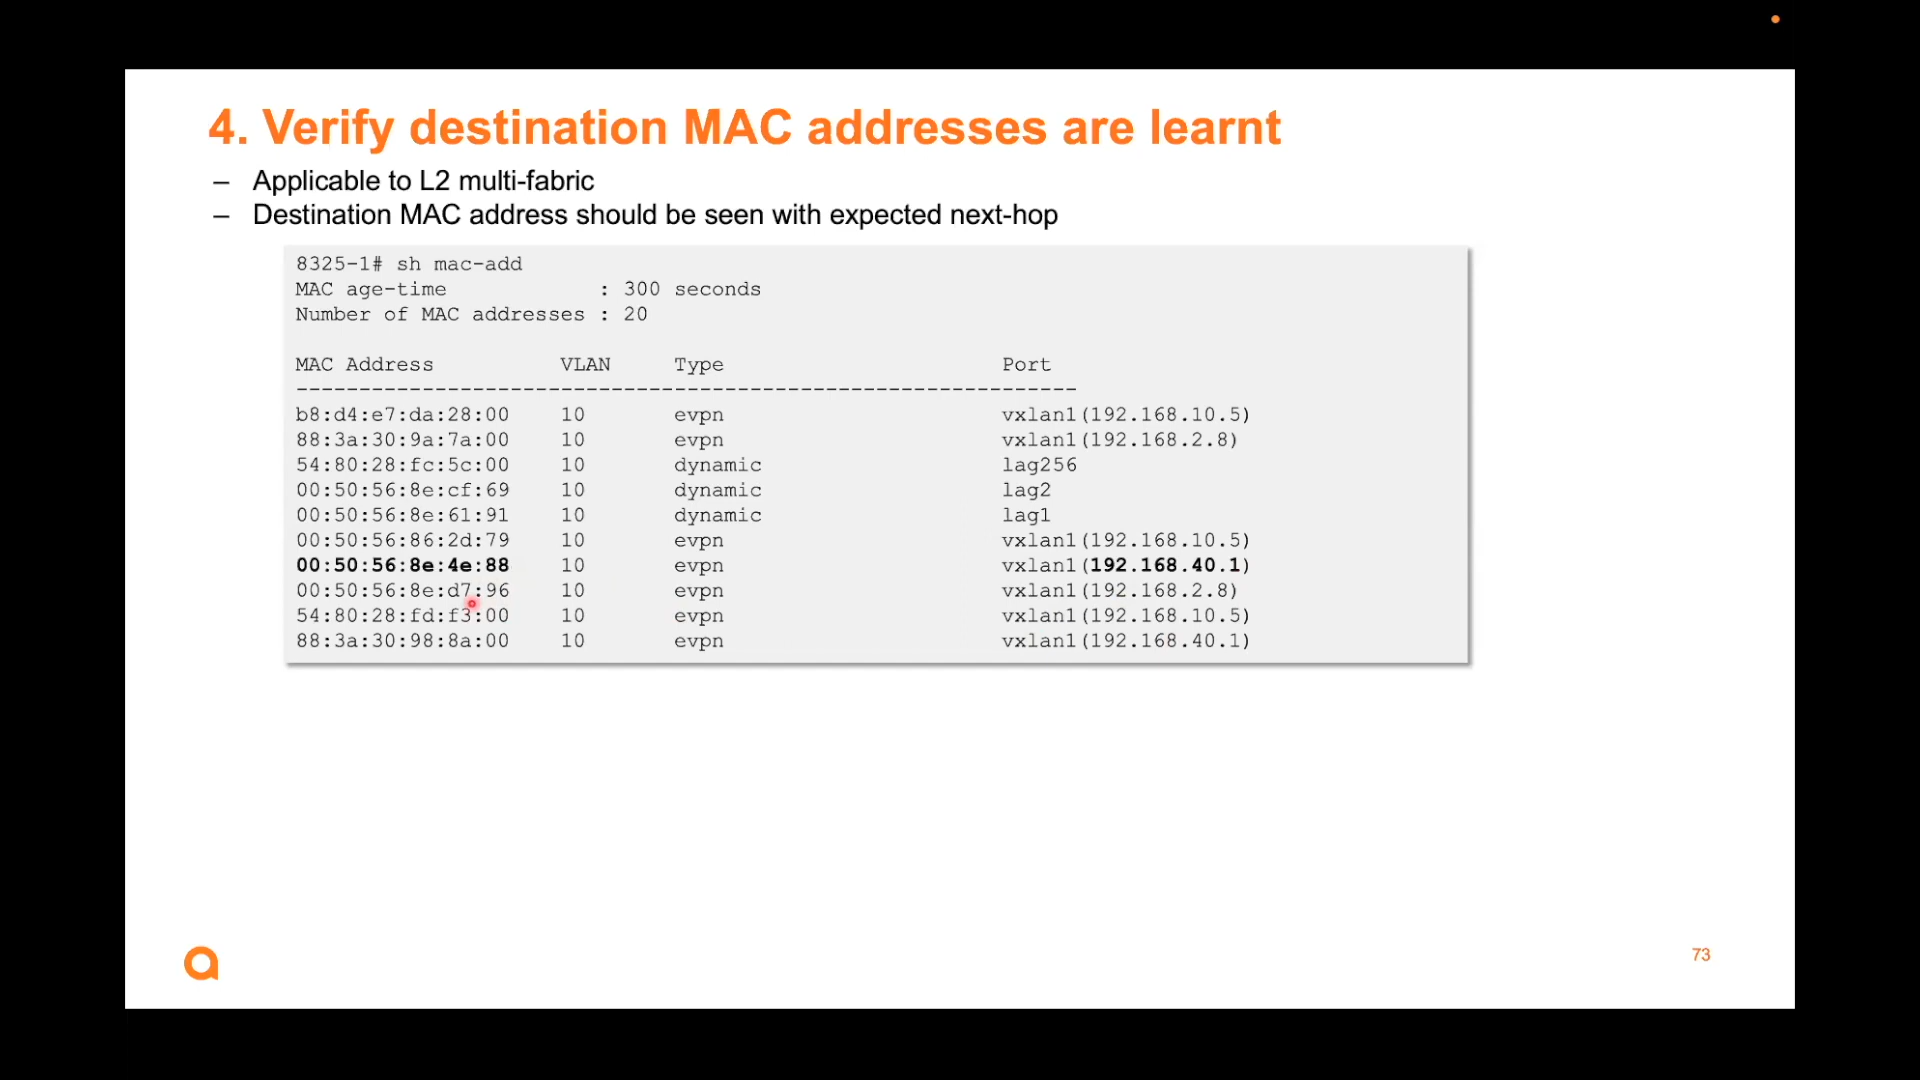 4. Verify destination MAC addresses are learnt
– Applicable to L2 multi-fabric
– Destination MAC address should be seen with expected next-hop
8325-1# sh mac-add
MAC age-time : 300 seconds
Number of MAC addresses : 20
MAC Address VLAN Type Port
--------------------------------------------------------------
b8:d4:e7:da:28:00 10 evpn vxlan1(192.168.10.5)
88:3a:30:9a:7a:00 10 evpn vxlan1(192.168.2.8)
54:80:28:fc:5c:00 10 dynamic lag256
00:50:56:8e:cf:69 10 dynamic lag2
00:50:56:8e:61:91 10 dynamic lag1
00:50:56:86:2d:79 10 evpn vxlan1(192.168.10.5)
00:50:56:8e:4e:88 10 evpn vxlan1(192.168.40.1)
00:50:56:8e:d7:96 10 evpn vxlan1(192.168.2.8)
54:80:28:fd:f3:00 10 evpn vxlan1(192.168.10.5)
88:3a:30:98:8a:00 10 evpn vxlan1(192.168.40.1)
73